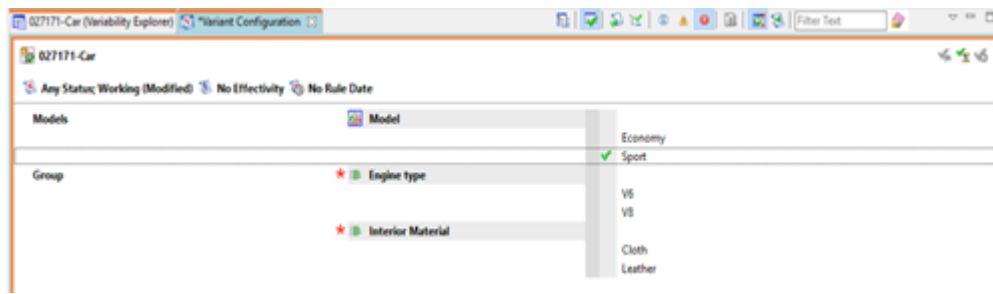 027171-Car (Variability Explorer) *Variant Configuration Filter Text
027171-Car
Any Status; Working (Modified) No Effectivity No Rule Date
Models Model
Economy
Sport
Group * Engine type
V6
V8
* Interior Material
Cloth
Leather